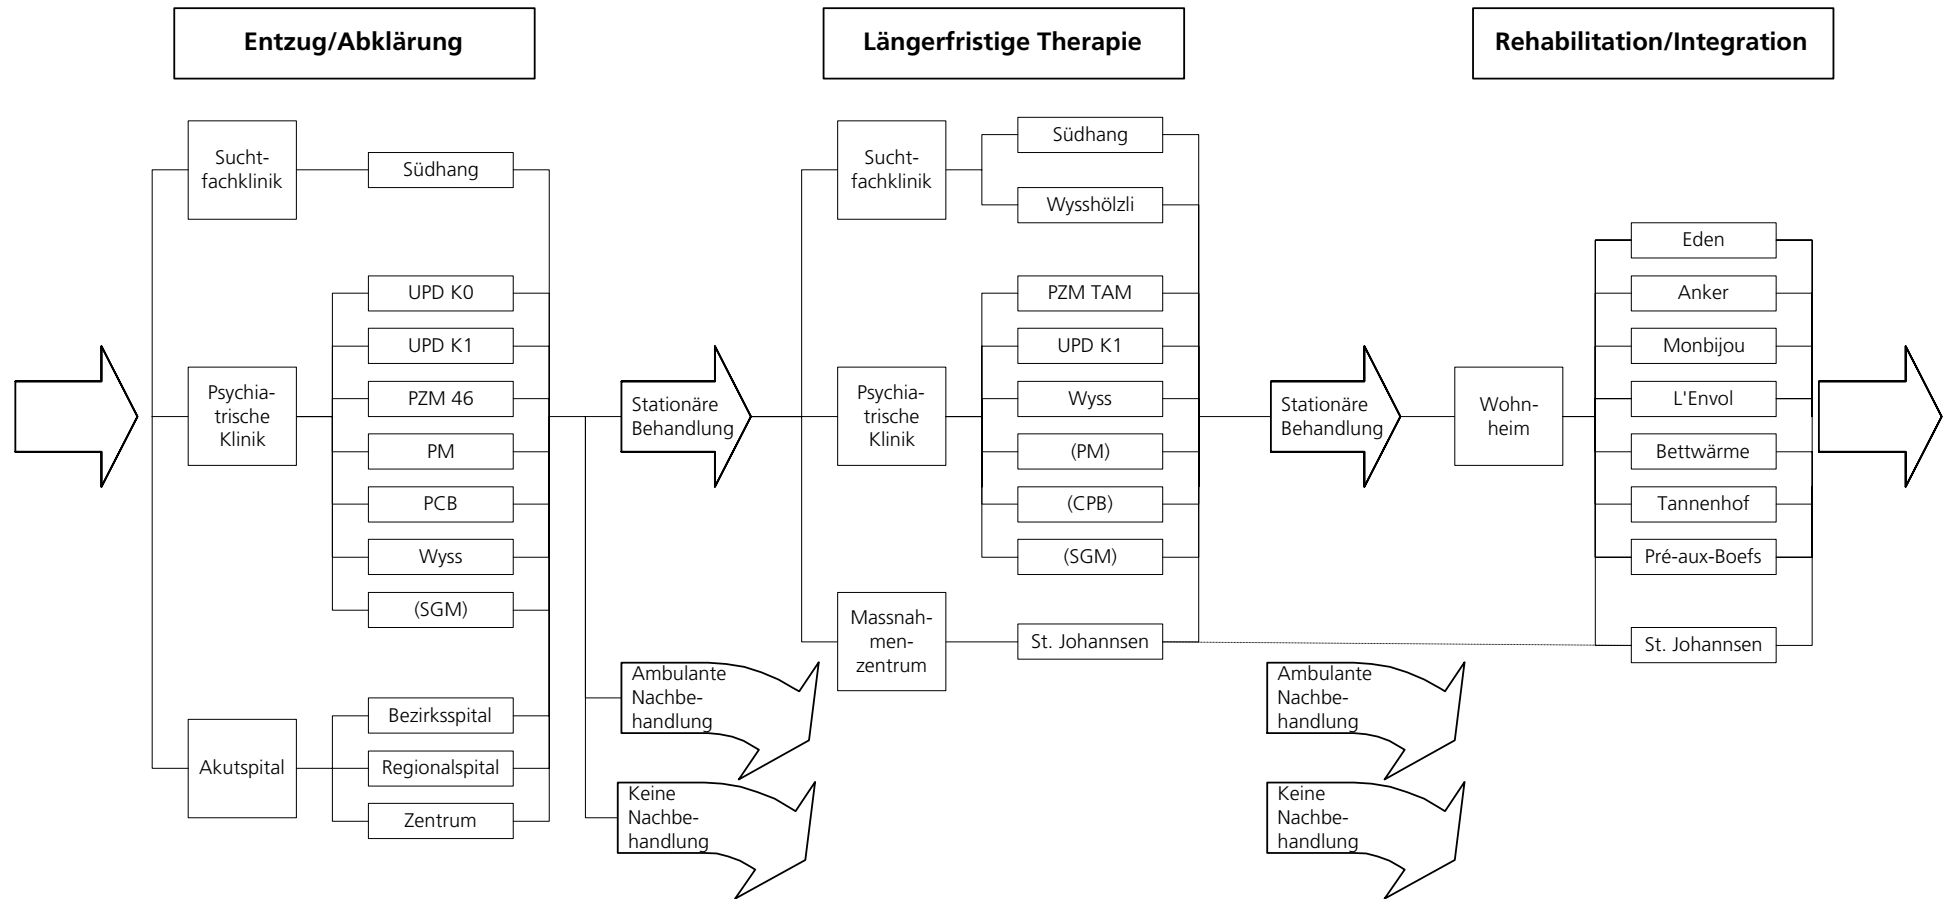 Entzug/Abklärung
Längerfristige Therapie
Rehabilitation/Integration
Sucht-
fachklinik
Südhang
Psychia-
trische
Klinik
UPD K0
UPD K1
PZM 46
PM
PCB
Wyss
(SGM)
Akutspital
Bezirksspital
Regionalspital
Zentrum
Stationäre
Behandlung
Ambulante
Nachbe-
handlung
Keine
Nachbe-
handlung
Sucht-
fachklinik
Südhang
Wysshölzli
Psychia-
trische
Klinik
PZM TAM
UPD K1
Wyss
(PM)
(CPB)
(SGM)
Massnah-
men-
zentrum
St. Johannsen
Stationäre
Behandlung
Ambulante
Nachbe-
handlung
Keine
Nachbe-
handlung
Wohn-
heim
Eden
Anker
Monbijou
L'Envol
Bettwärme
Tannenhof
Pré-aux-Boefs
St. Johannsen